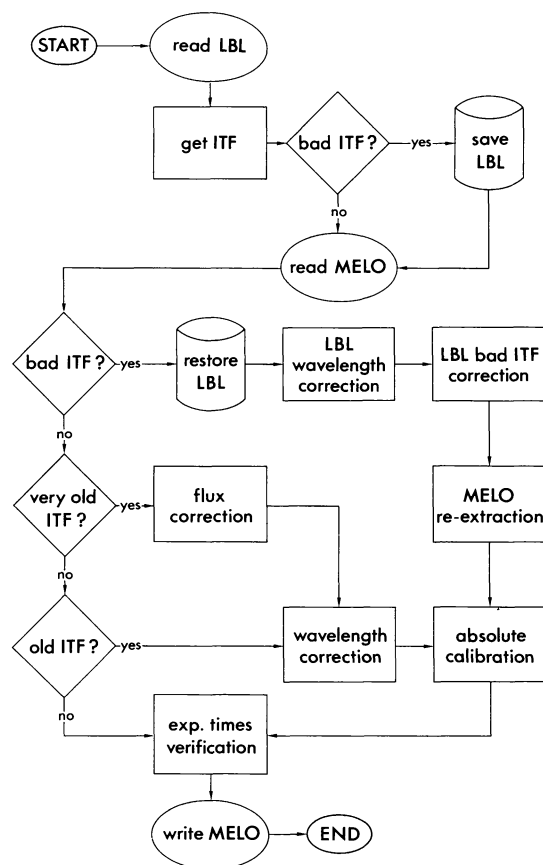 START
read LBL
get ITF
bad ITF?
yes
save
LBL
no
read MELO
bad ITF?
yes
restore
LBL
LBL
wavelength
correction
LBL bad ITF
correction
no
very old
ITF?
yes
flux
correction
MELO
re-extraction
no
old ITF?
yes
wavelength
correction
absolute
calibration
no
exp. times
verification
write MELO
END